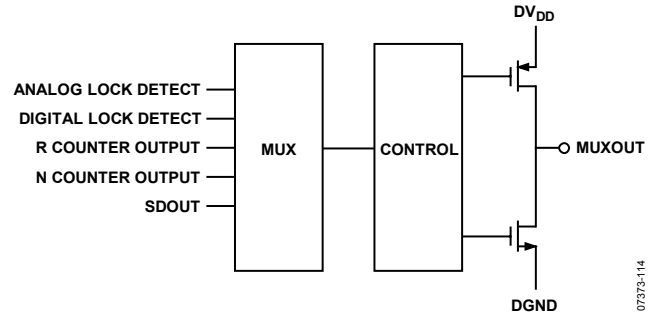 DVDD
ANALOG LOCK DETECT
DIGITAL LOCK DETECT
R COUNTER OUTPUT
N COUNTER OUTPUT
SDOUT
MUX
CONTROL
MUXOUT
DGND
07373-114